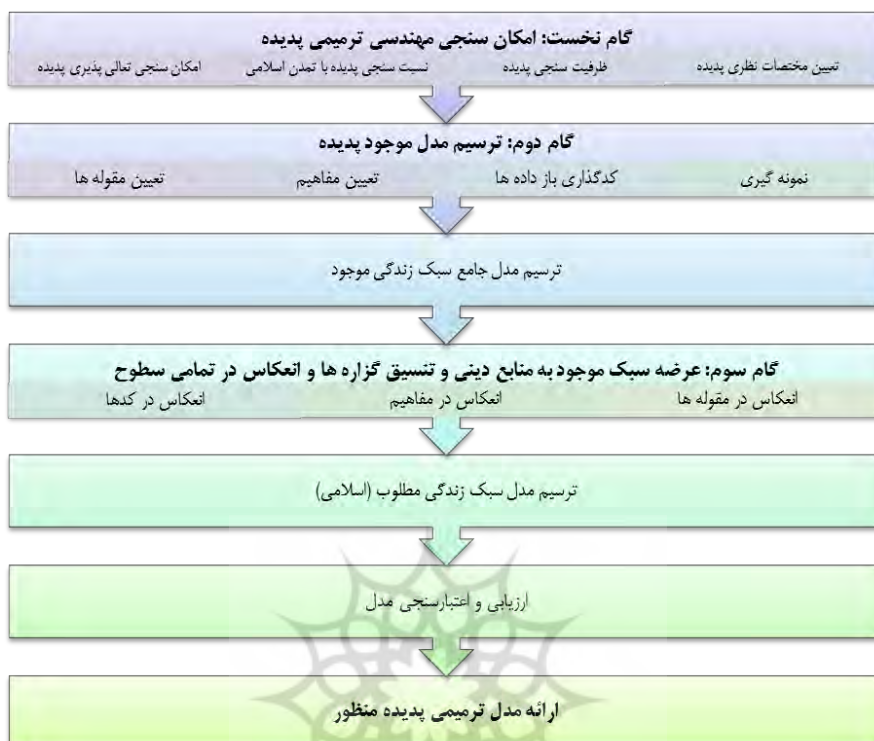 گام نخست: امکان سنجی مهندسی ترمیمی پدیده
تعیین مختصات نظری پدیده ظرفیت سنجی پدیده نسبت سنجی پدیده با تمدن اسلامی امکان سنجی تعالی پذیری پدیده
گام دوم: ترسیم مدل موجود پدیده
نمونه گیری کدگذاری باز داده ها تعیین مفاهیم تعیین مقوله ها
ترسیم مدل جامع سبک زندگی موجود
گام سوم: عرضه سبک موجود به منابع دینی و تنسیق گزاره ها و انعکاس در تمامی سطوح
انعکاس در مقوله ها انعکاس در مفاهیم انعکاس در کدها
ترسیم مدل سبک زندگی مطلوب (اسلامی)
ارزیابی و اعتبارسنجی مدل
ارائه مدل ترمیمی پدیده منظور